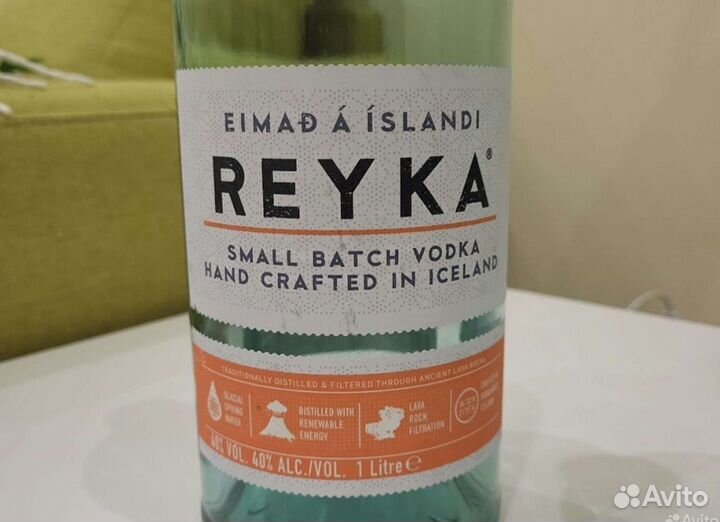 EIMAÐ Á ÍSLANDI
REYKA®
SMALL BATCH VODKA
HAND CRAFTED IN ICELAND
TRADITIONALLY DISTILLED & FILTERED THROUGH ANCIENT LAVA ROCKS
GLACIAL
SPRING
WATER
DISTILLED WITH
RENEWABLE
ENERGY
LAVA
ROCK
FILTRATION
40% VOL. 40% ALC./VOL. 1 Litre ℮
Avito
Avito